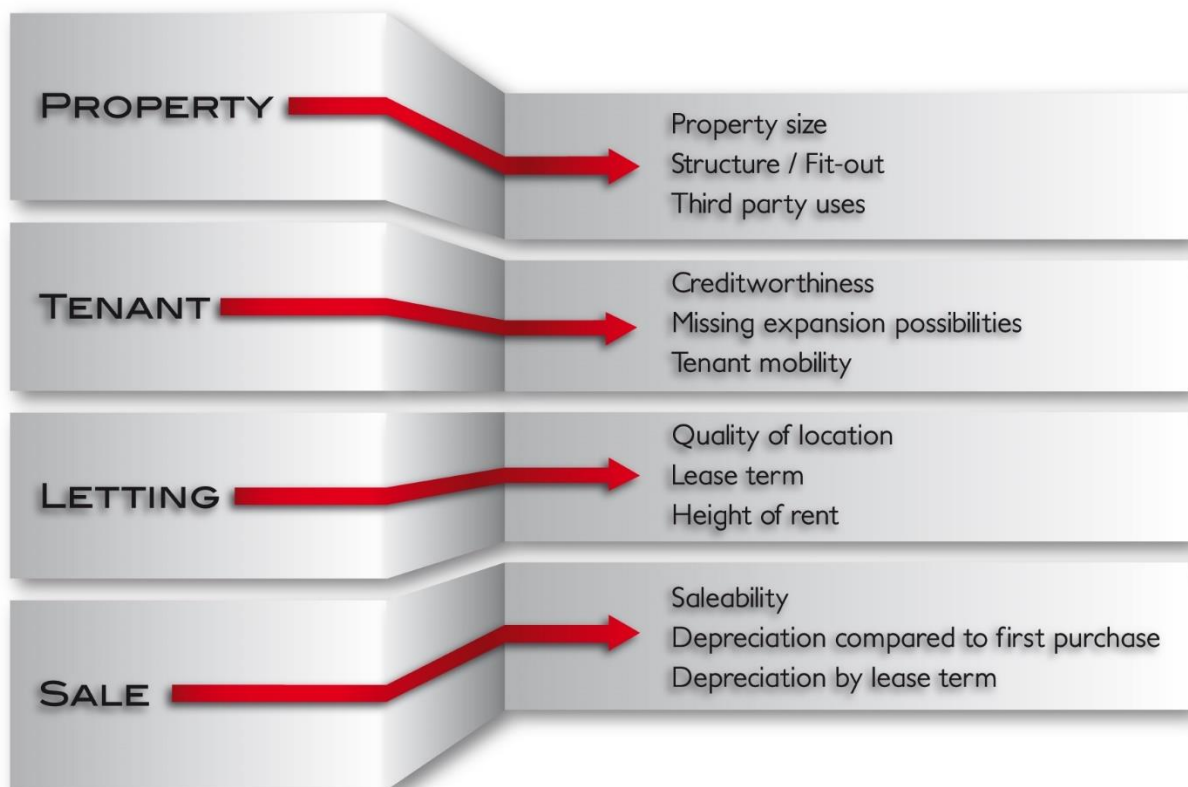 PROPERTY
Property size
Structure / Fit-out
Third party uses
TENANT
Creditworthiness
Missing expansion possibilities
Tenant mobility
LETTING
Quality of location
Lease term
Height of rent
SALE
Saleability
Depreciation compared to first purchase
Depreciation by lease term